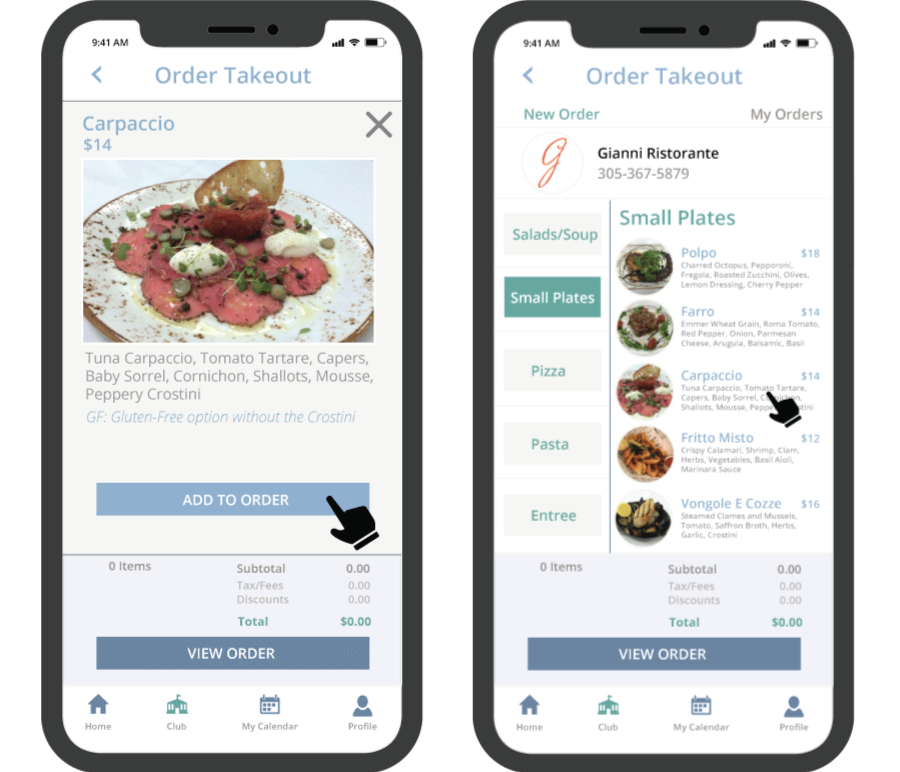 9:41 AM
Order Takeout
Carpaccio
$14
Tuna Carpaccio, Tomato Tartare, Capers,
Baby Sorrel, Cornichon, Shallots, Mousse,
Peppery Crostini
GF: Gluten-Free option without the Crostini
ADD TO ORDER
0 Items
Subtotal 0.00
Tax/Fees 0.00
Discounts 0.00
Total $0.00
VIEW ORDER
Home Club My Calendar Profile
9:41 AM
Order Takeout
New Order My Orders
G
Gianni Ristorante
305-367-5879
Salads/Soup
Small Plates
Pizza
Pasta
Entree
Small Plates
Polpo $18
Charred Octopus, Pepporoni,
Fregola, Roasted Zucchini, Olives,
Lemon Dressing, Cherry Pepper
Farro $14
Emmer Wheat Grain, Roma Tomato,
Red Pepper, Onion, Parmesan
Cheese, Arugula, Balsamic, Basil
Carpaccio $14
Tuna Carpaccio, Tomato Tartare,
Capers, Baby Sorrel,
Shallots, Mousse,
Fritto Misto $12
Crispy Calamari, Shrimp, Clam,
Herbs, Vegetables, Basil Aioli,
Marinara Sauce
Vongole E Cozze $16
Steamed Clames and Mussels,
Tomato, Saffron Broth, Herbs,
Garlic, Crostini
0 Items
Subtotal 0.00
Tax/Fees 0.00
Discounts 0.00
Total $0.00
VIEW ORDER
Home Club My Calendar Profile